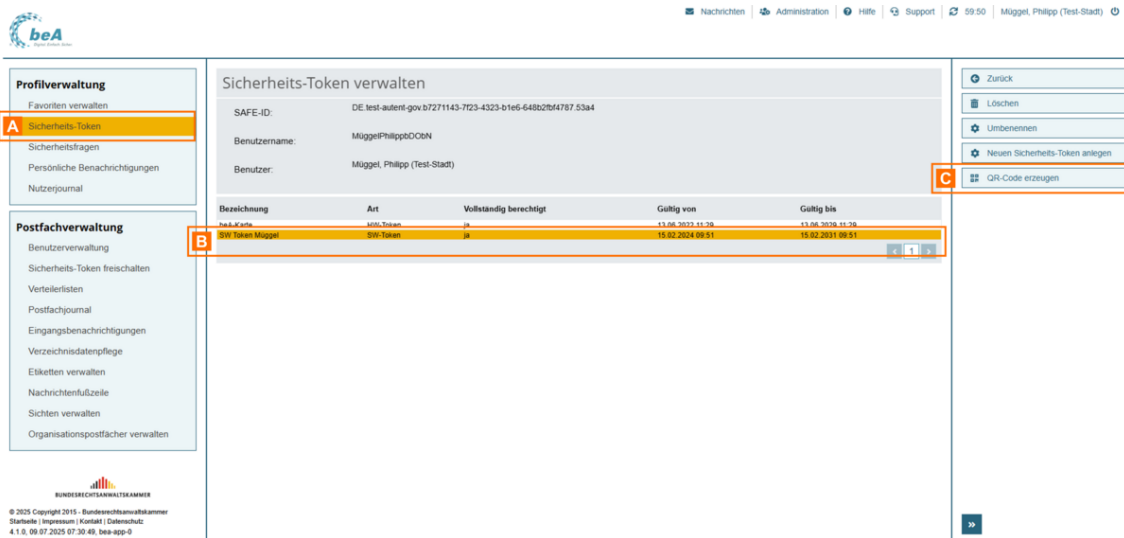 Nachrichten Administration Hilfe Support 59:50 Müggel, Philipp (Test-Stadt)
beA
Profilverwaltung
Favoriten verwalten
A Sicherheits-Token
Sicherheitsfragen
Persönliche Benachrichtigungen
Nutzerjournal
Postfachverwaltung
Benutzerverwaltung
Sicherheits-Token freischalten
Verteilerlisten
Postfachjournal
Eingangsbenachrichtigungen
Verzeichnisdatenpflege
Etiketten verwalten
Nachrichtenfußzeile
Sichten verwalten
Organisationspostfächer verwalten
BUNDESRECHTSANWALTSKAMMER
© 2025 Copyright 2015 - Bundesrechtsanwaltskammer
Startseite | Impressum | Kontakt | Datenschutz
4.1.0, 09.07.2025 07:30:49, bea-app-0
Sicherheits-Token verwalten
SAFE-ID: DE.test-autent-gov.b7271143-7f23-4323-b1e6-648b2fbf4787.53a4
Benutzername: MüggelPhilippbDObN
Benutzer: Müggel, Philipp (Test-Stadt)
Bezeichnung Art Vollständig berechtigt Gültig von Gültig bis
beA-Karte HW-Token ja 13.06.2022 11:29 13.06.2029 11:29
B SW Token Müggel SW-Token ja 15.02.2024 09:51 15.02.2031 09:51
< 1 >
Zurück
Löschen
Umbenennen
Neuen Sicherheits-Token anlegen
C QR-Code erzeugen
»